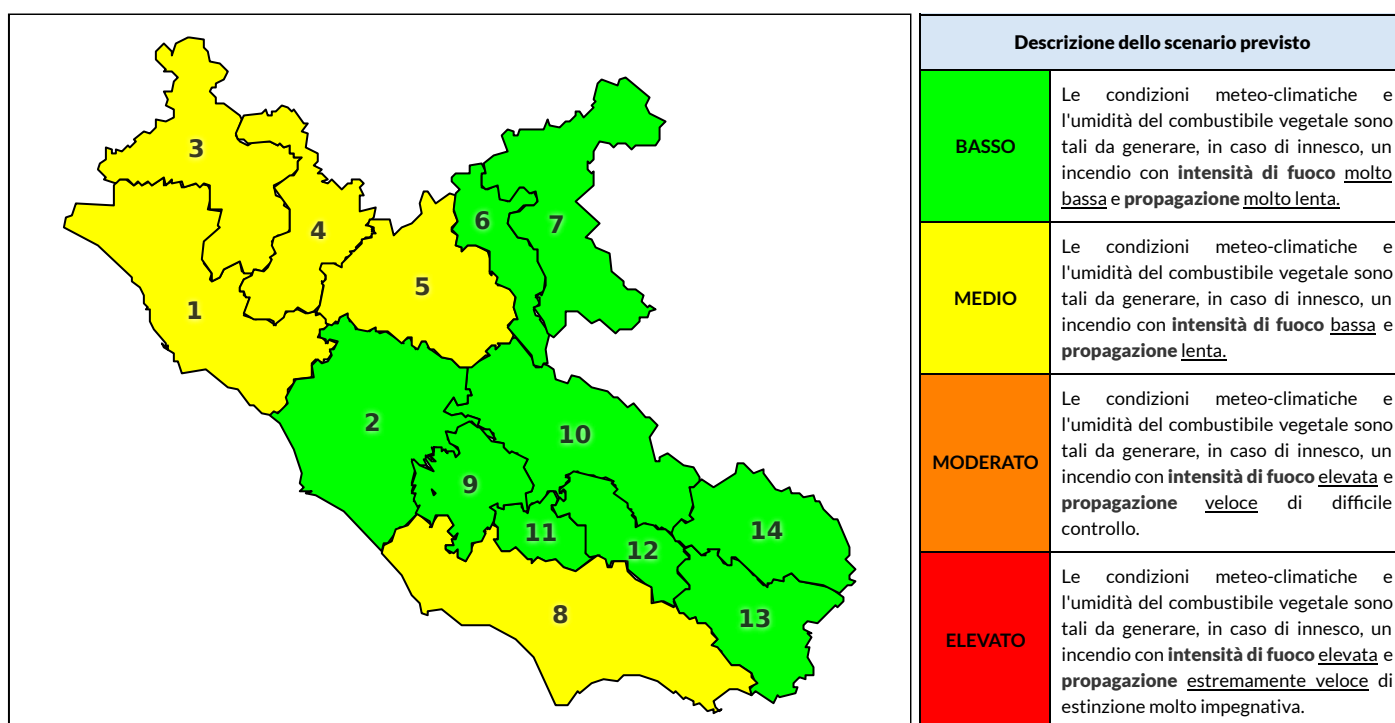 3
4
6
7
5
1
2
10
9
11
12
14
8
13
Descrizione dello scenario previsto
BASSO
Le condizioni meteo-climatiche e
l'umidità del combustibile vegetale sono
tali da generare, in caso di innesco, un
incendio con intensità di fuoco molto
bassa e propagazione molto lenta.
MEDIO
Le condizioni meteo-climatiche e
l'umidità del combustibile vegetale sono
tali da generare, in caso di innesco, un
incendio con intensità di fuoco bassa e
propagazione lenta.
MODERATO
Le condizioni meteo-climatiche e
l'umidità del combustibile vegetale sono
tali da generare, in caso di innesco, un
incendio con intensità di fuoco elevata e
propagazione veloce di difficile
controllo.
ELEVATO
Le condizioni meteo-climatiche e
l'umidità del combustibile vegetale sono
tali da generare, in caso di innesco, un
incendio con intensità di fuoco elevata e
propagazione estremamente veloce di
estinzione molto impegnativa.